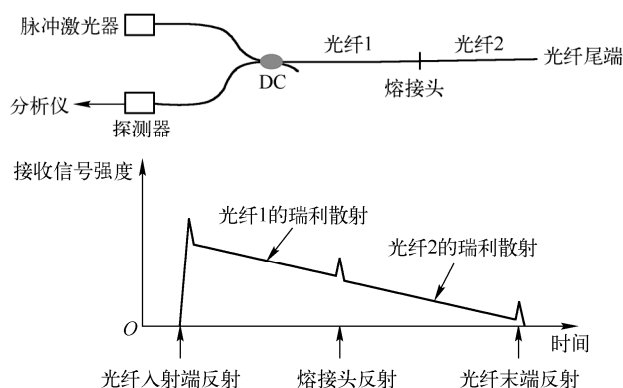 脉冲激光器
光纤1
光纤2
光纤尾端
DC
熔接头
分析仪
探测器
接收信号强度
光纤1的瑞利散射
光纤2的瑞利散射
O
时间
光纤入射端反射
熔接头反射
光纤末端反射